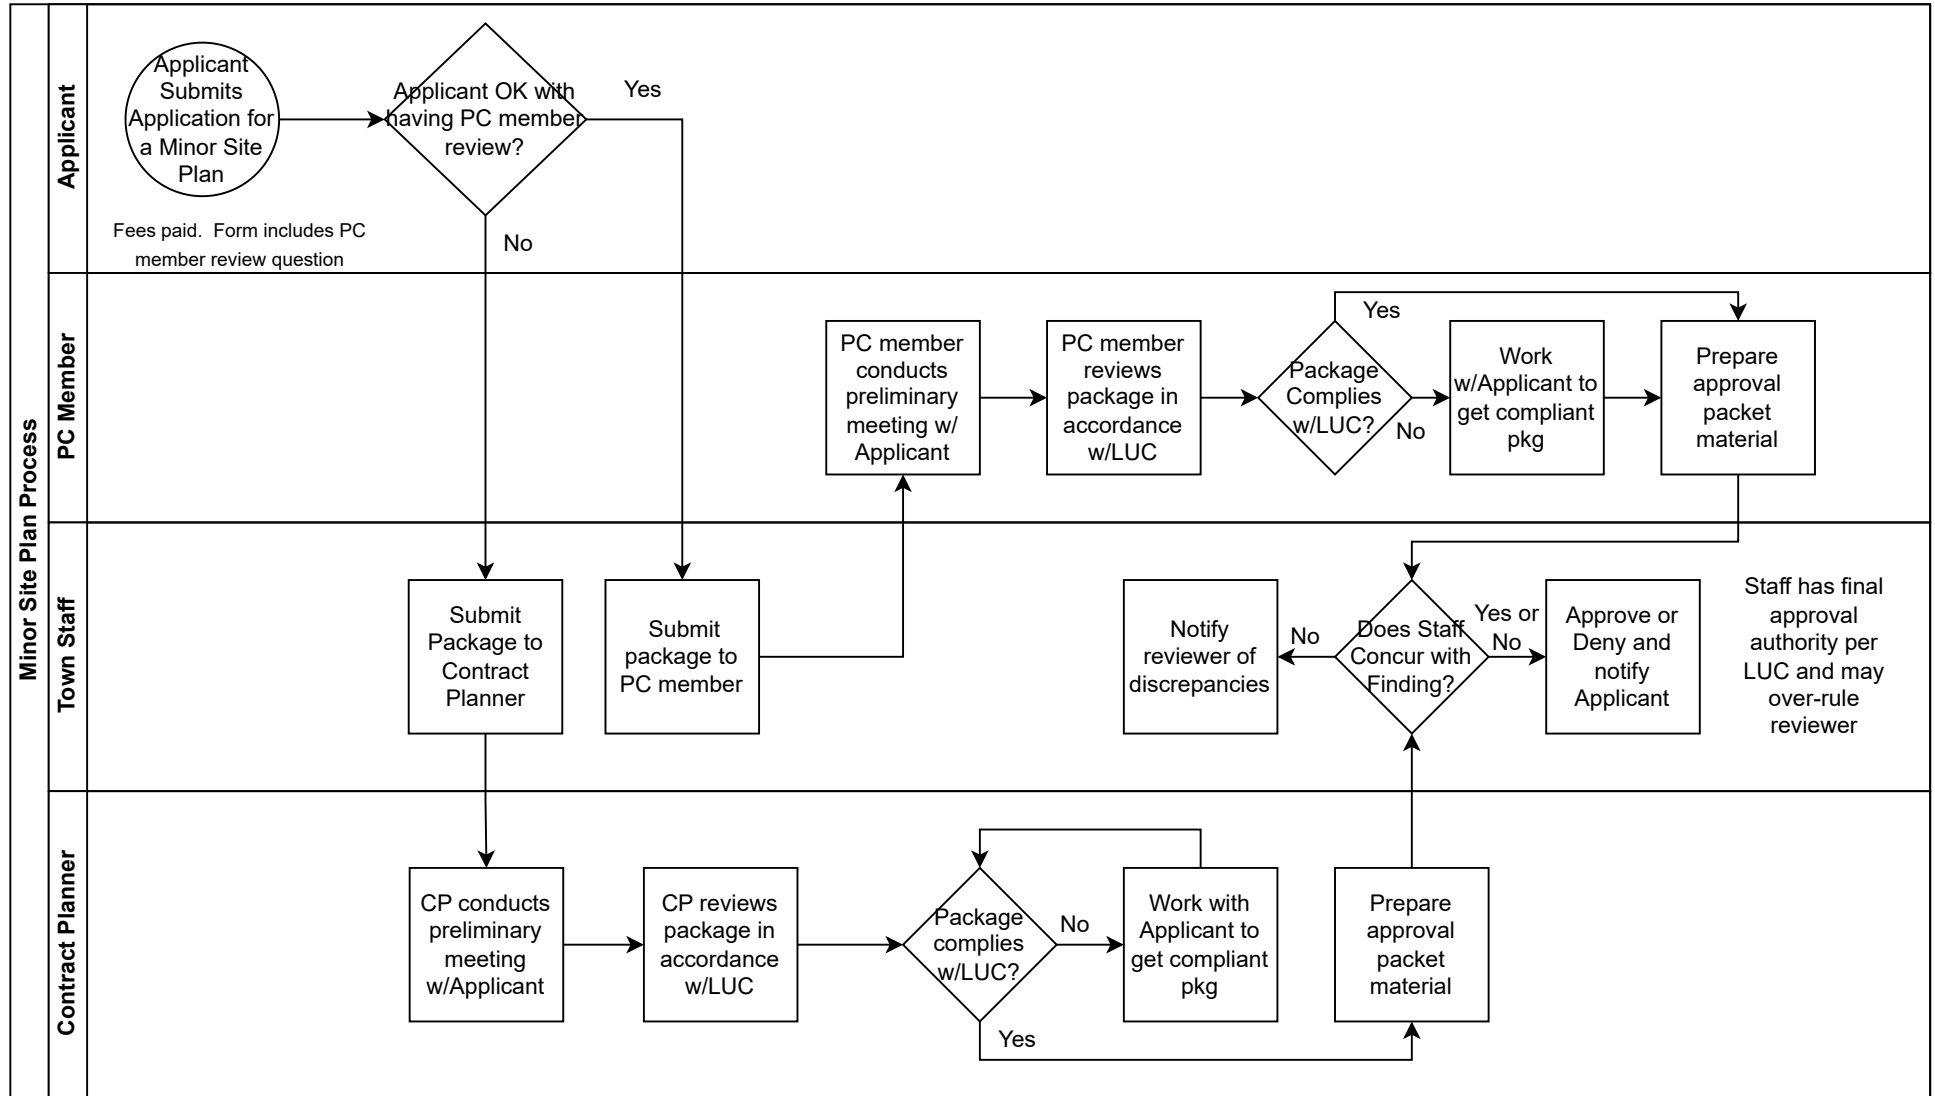 Minor Site Plan Process
Applicant
Applicant
Submits
Application for
a Minor Site
Plan
Fees paid.  Form includes PC
member review question
Applicant OK with
having PC member
review?
Yes
No
PC Member
PC member
conducts
preliminary
meeting w/
Applicant
PC member
reviews
package in
accordance
w/LUC
Package
Complies
w/LUC?
Yes
No
Work
w/Applicant to
get compliant
pkg
Prepare
approval
packet
material
Town Staff
Submit
Package to
Contract
Planner
Submit
package to
PC member
Notify
reviewer of
discrepancies
No
Does Staff
Concur with
Finding?
Yes or
No
Approve or
Deny and
notify
Applicant
Staff has final
approval
authority per
LUC and may
over-rule
reviewer
Contract Planner
CP conducts
preliminary
meeting
w/Applicant
CP reviews
package in
accordance
w/LUC
Package
complies
w/LUC?
No
Yes
Work with
Applicant to
get compliant
pkg
Prepare
approval
packet
material